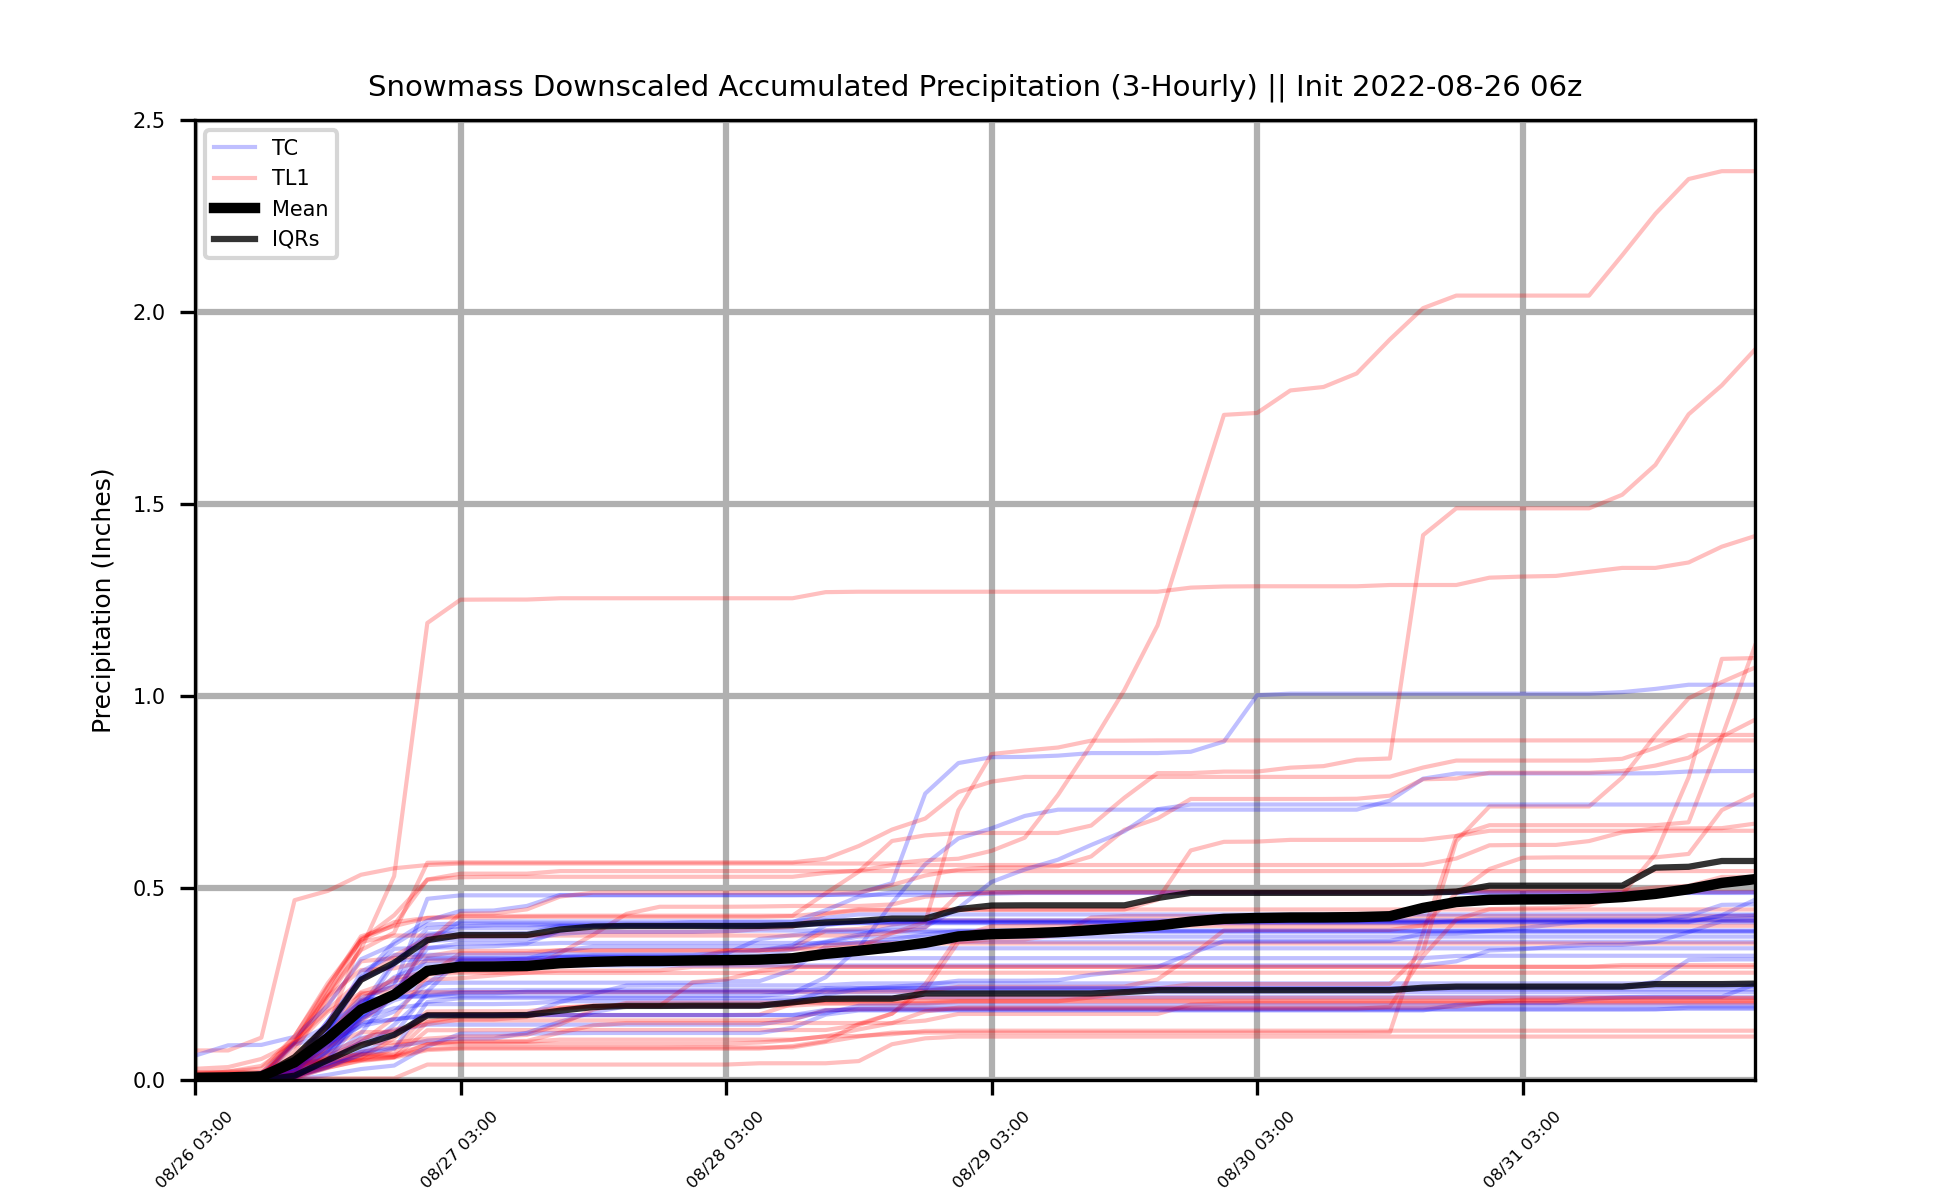 Snowmass Downscaled Accumulated Precipitation (3-Hourly) || Init 2022-08-26 06z
TC
TL1
Mean
IQRs
Precipitation (Inches)
2.5
2.0
1.5
1.0
0.5
0.0
08/26 03:00
08/27 03:00
08/28 03:00
08/29 03:00
08/30 03:00
08/31 03:00